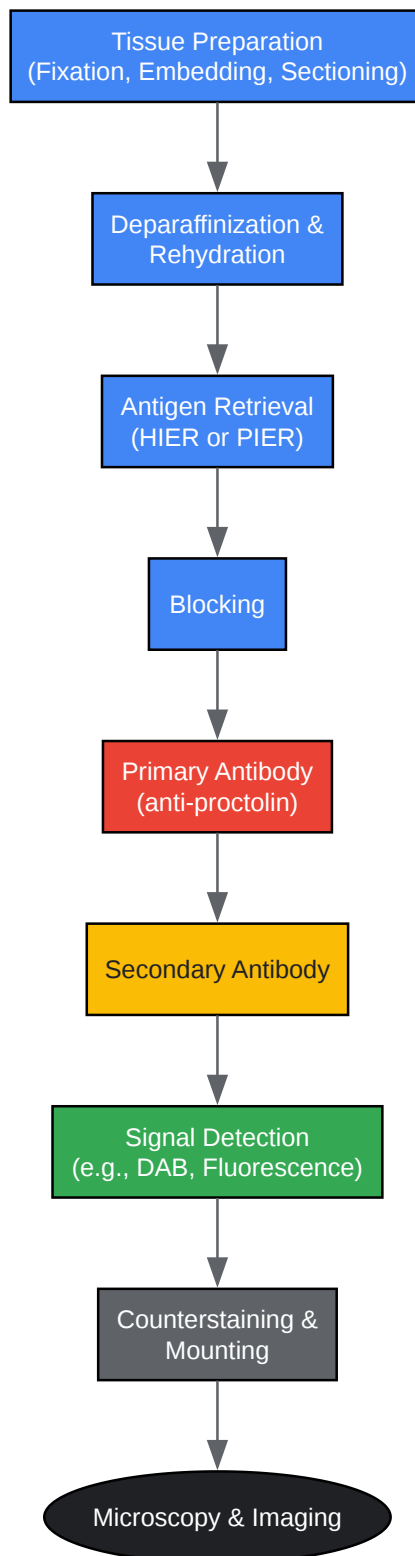 Tissue Preparation
(Fixation, Embedding, Sectioning)
Deparaffinization &
Rehydration
Antigen Retrieval
(HIER or PIER)
Blocking
Primary Antibody
(anti-proctolin)
Secondary Antibody
Signal Detection
(e.g., DAB, Fluorescence)
Counterstaining &
Mounting
Microscopy & Imaging